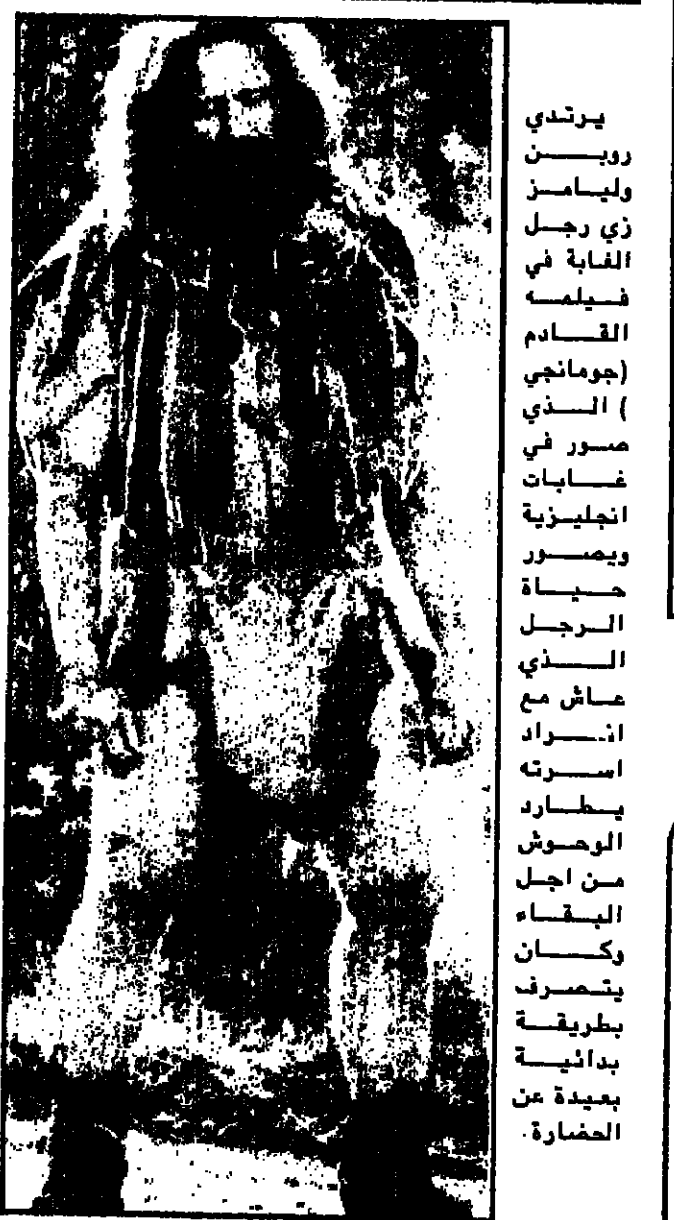 يرتدي
روبن
وليامز
زي رجل
الغابة في
فيلمه
القادم
(جومانجي
) الذي
صور في
غابات
انجليزية
ويصور
حياة
الرجل
الذي
عاش مع
افراد
اسرته
يطارد
الوحوش
من اجل
البقاء
وكان
يتصرف
بطريقة
بدائية
بعيدة عن
الحضارة.